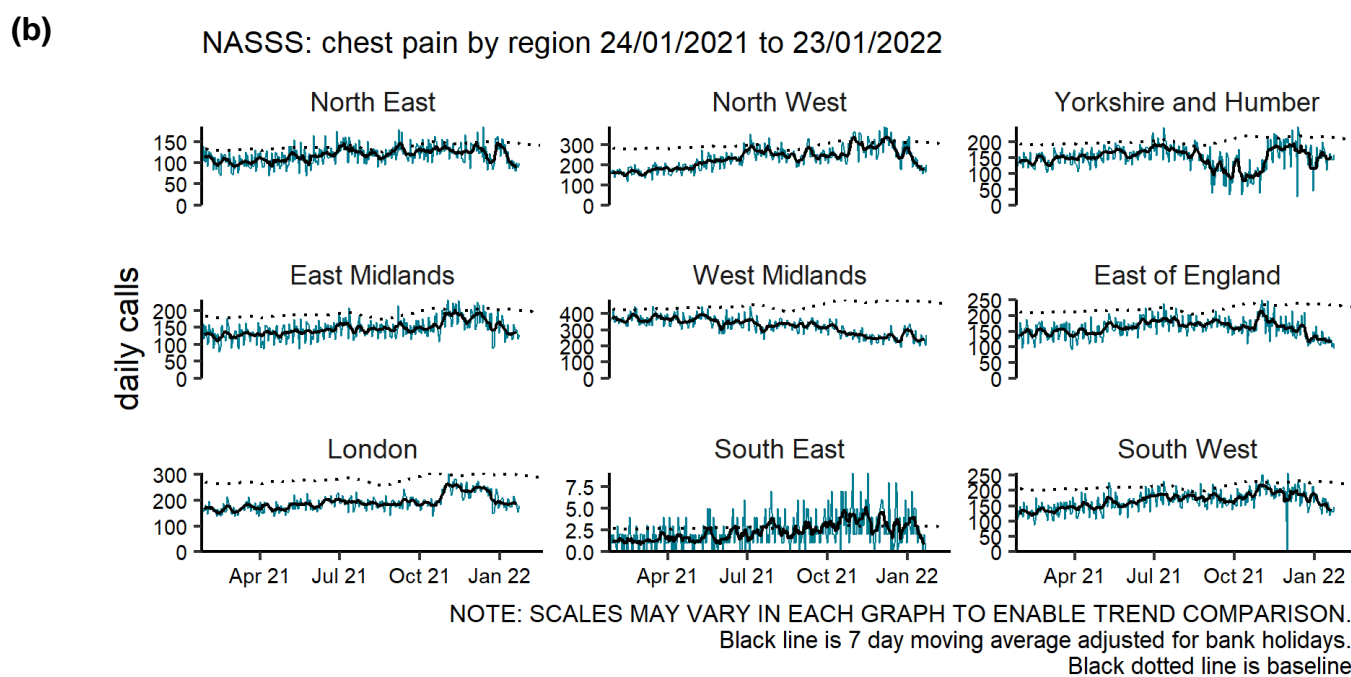 (b)
NASSS: chest pain by region 24/01/2021 to 23/01/2022
North East
North West
Yorkshire and Humber
150
100
50
0
300
200
100
0
200
150
100
50
0
East Midlands
West Midlands
East of England
200
150
100
50
0
400
300
200
100
0
250
200
150
100
50
0
daily calls
London
South East
South West
300
200
100
0
7.5
5.0
2.5
0.0
250
200
150
100
50
0
Apr 21 Jul 21 Oct 21 Jan 22
Apr 21 Jul 21 Oct 21 Jan 22
Apr 21 Jul 21 Oct 21 Jan 22
NOTE: SCALES MAY VARY IN EACH GRAPH TO ENABLE TREND COMPARISON.
Black line is 7 day moving average adjusted for bank holidays.
Black dotted line is baseline